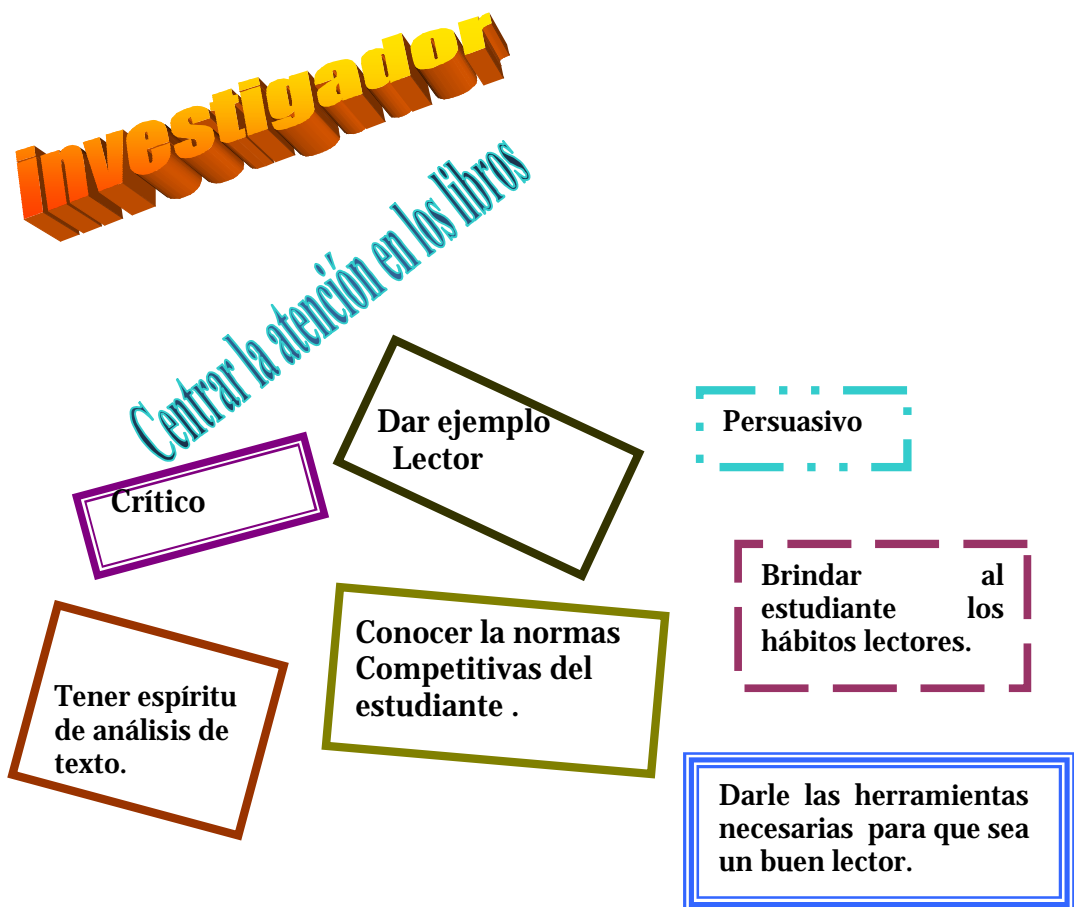 investigador
Centrar la atención en los libros
Dar ejemplo
Lector
Persuasivo
Crítico
Brindar al
estudiante los
hábitos lectores.
Conocer la normas
Competitivas del
estudiante .
Tener espíritu
de análisis de
texto.
Darle las herramientas
necesarias para que sea
un buen lector.